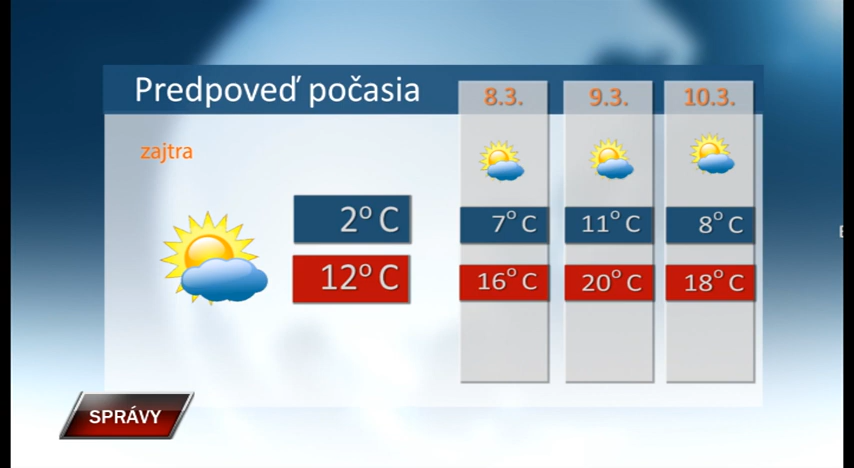 Predpoveď počasia
zajtra
2° C
12° C
8.3.
7° C
16° C
9.3.
11° C
20° C
10.3.
8° C
18° C
SPRÁVY